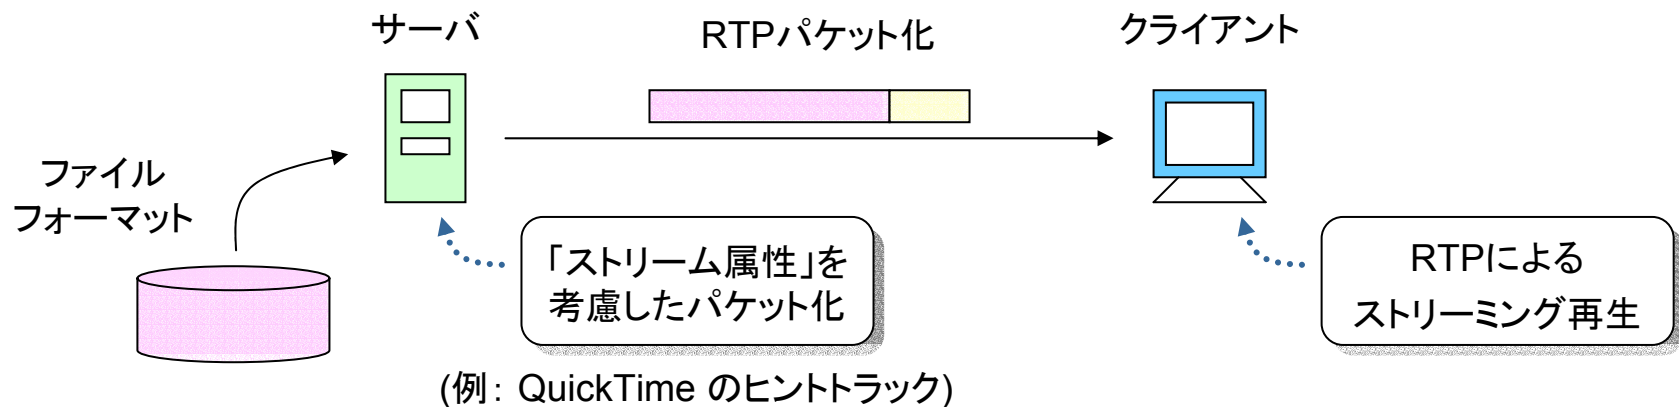 サーバ
RTPパケット化
クライアント
ファイル
フォーマット
「ストリーム属性」を
考慮したパケット化
RTPによる
ストリーミング再生
(例: QuickTime のヒントトラック)